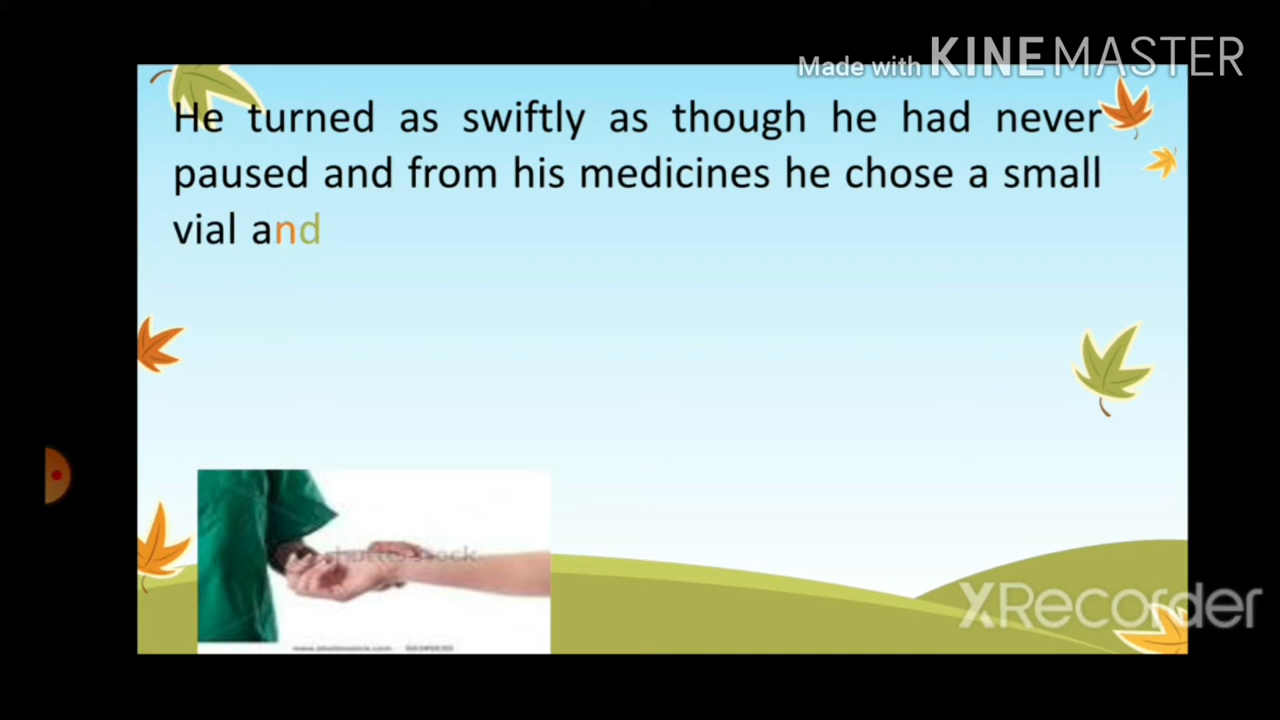 Made with KINEMASTER
He turned as swiftly as though he had never
paused and from his medicines he chose a small
vial and
shutterstock
XRecorder